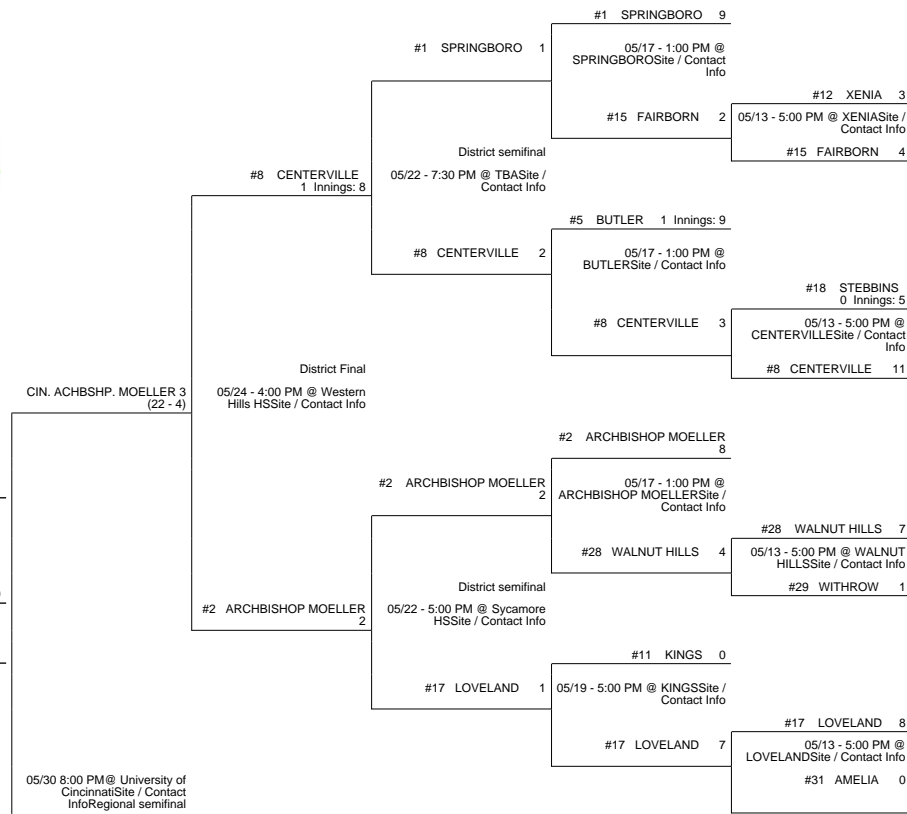 #1 SPRINGBORO 9
#1 SPRINGBORO 1
05/17 - 1:00 PM @
SPRINGBOROSite / Contact
Info
#12 XENIA 3
#15 FAIRBORN 2
05/13 - 5:00 PM @ XENIASite /
Contact Info
#15 FAIRBORN 4
District semifinal
#8 CENTERVILLE
1 Innings: 8
05/22 - 7:30 PM @ TBASite /
Contact Info
#5 BUTLER 1 Innings: 9
#8 CENTERVILLE 2
05/17 - 1:00 PM @
BUTLERSite / Contact Info
#18 STEBBINS
0 Innings: 5
#8 CENTERVILLE 3
05/13 - 5:00 PM @
CENTERVILLESite / Contact
Info
#8 CENTERVILLE 11
District Final
CIN. ACHBSHP. MOELLER 3
(22 - 4)
05/24 - 4:00 PM @ Western
Hills HSSite / Contact Info
#2 ARCHBISHOP MOELLER
8
#2 ARCHBISHOP MOELLER
2
05/17 - 1:00 PM @
ARCHBISHOP MOELLERSite /
Contact Info
#28 WALNUT HILLS 7
#28 WALNUT HILLS 4
05/13 - 5:00 PM @ WALNUT
HILLSSite / Contact Info
#29 WITHROW 1
District semifinal
#2 ARCHBISHOP MOELLER
2
05/22 - 5:00 PM @ Sycamore
HSSite / Contact Info
#11 KINGS 0
#17 LOVELAND 1
05/19 - 5:00 PM @ KINGSSite /
Contact Info
#17 LOVELAND 8
#17 LOVELAND 7
05/13 - 5:00 PM @
LOVELANDSite / Contact Info
#31 AMELIA 0
05/30 8:00 PM@ University of
CincinnatiSite / Contact
InfoRegional semifinal